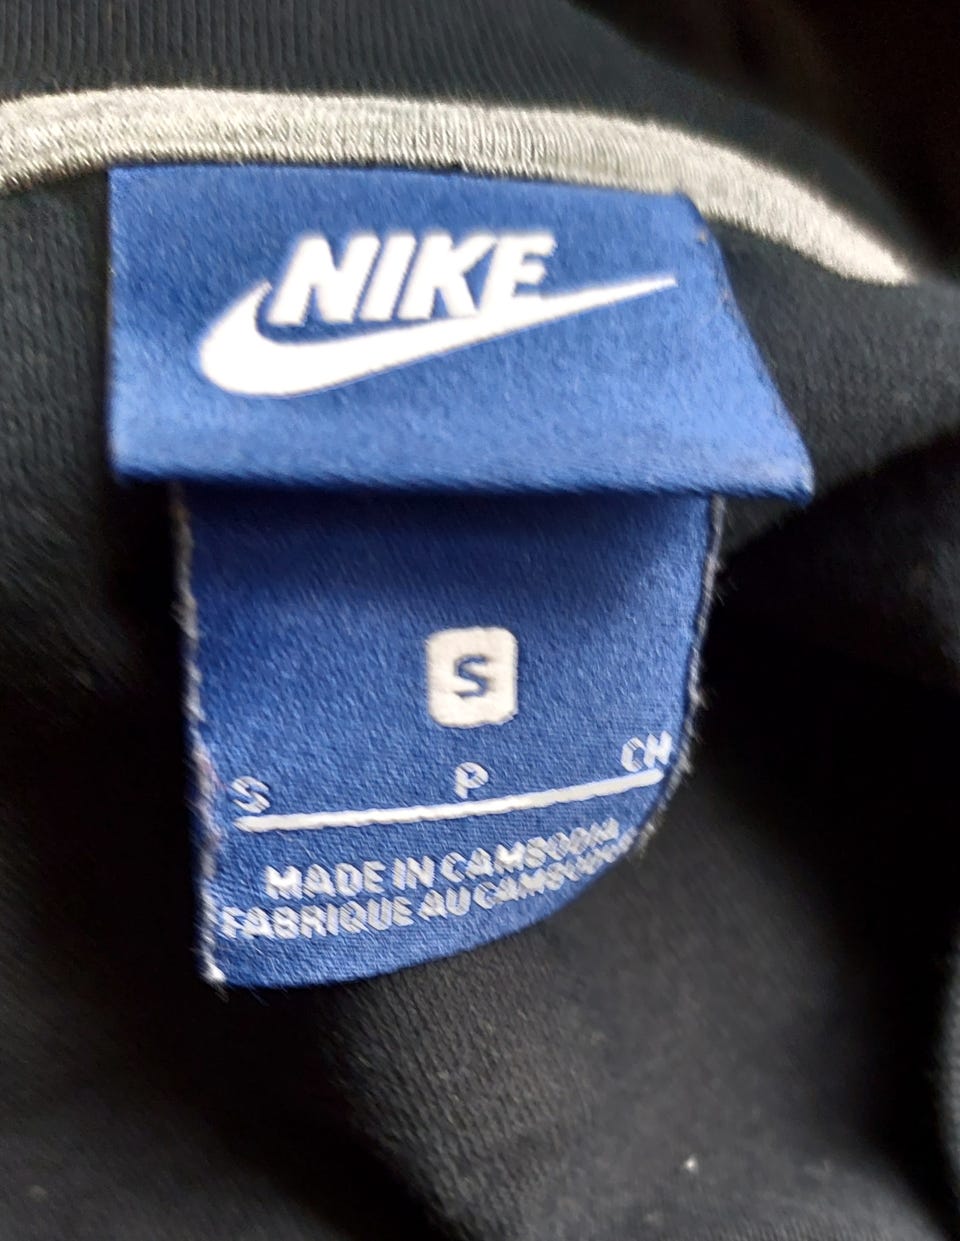 NIKE
S
S P CH
MADE IN CAMBODIA
FABRIQUE AU CAMBODGE